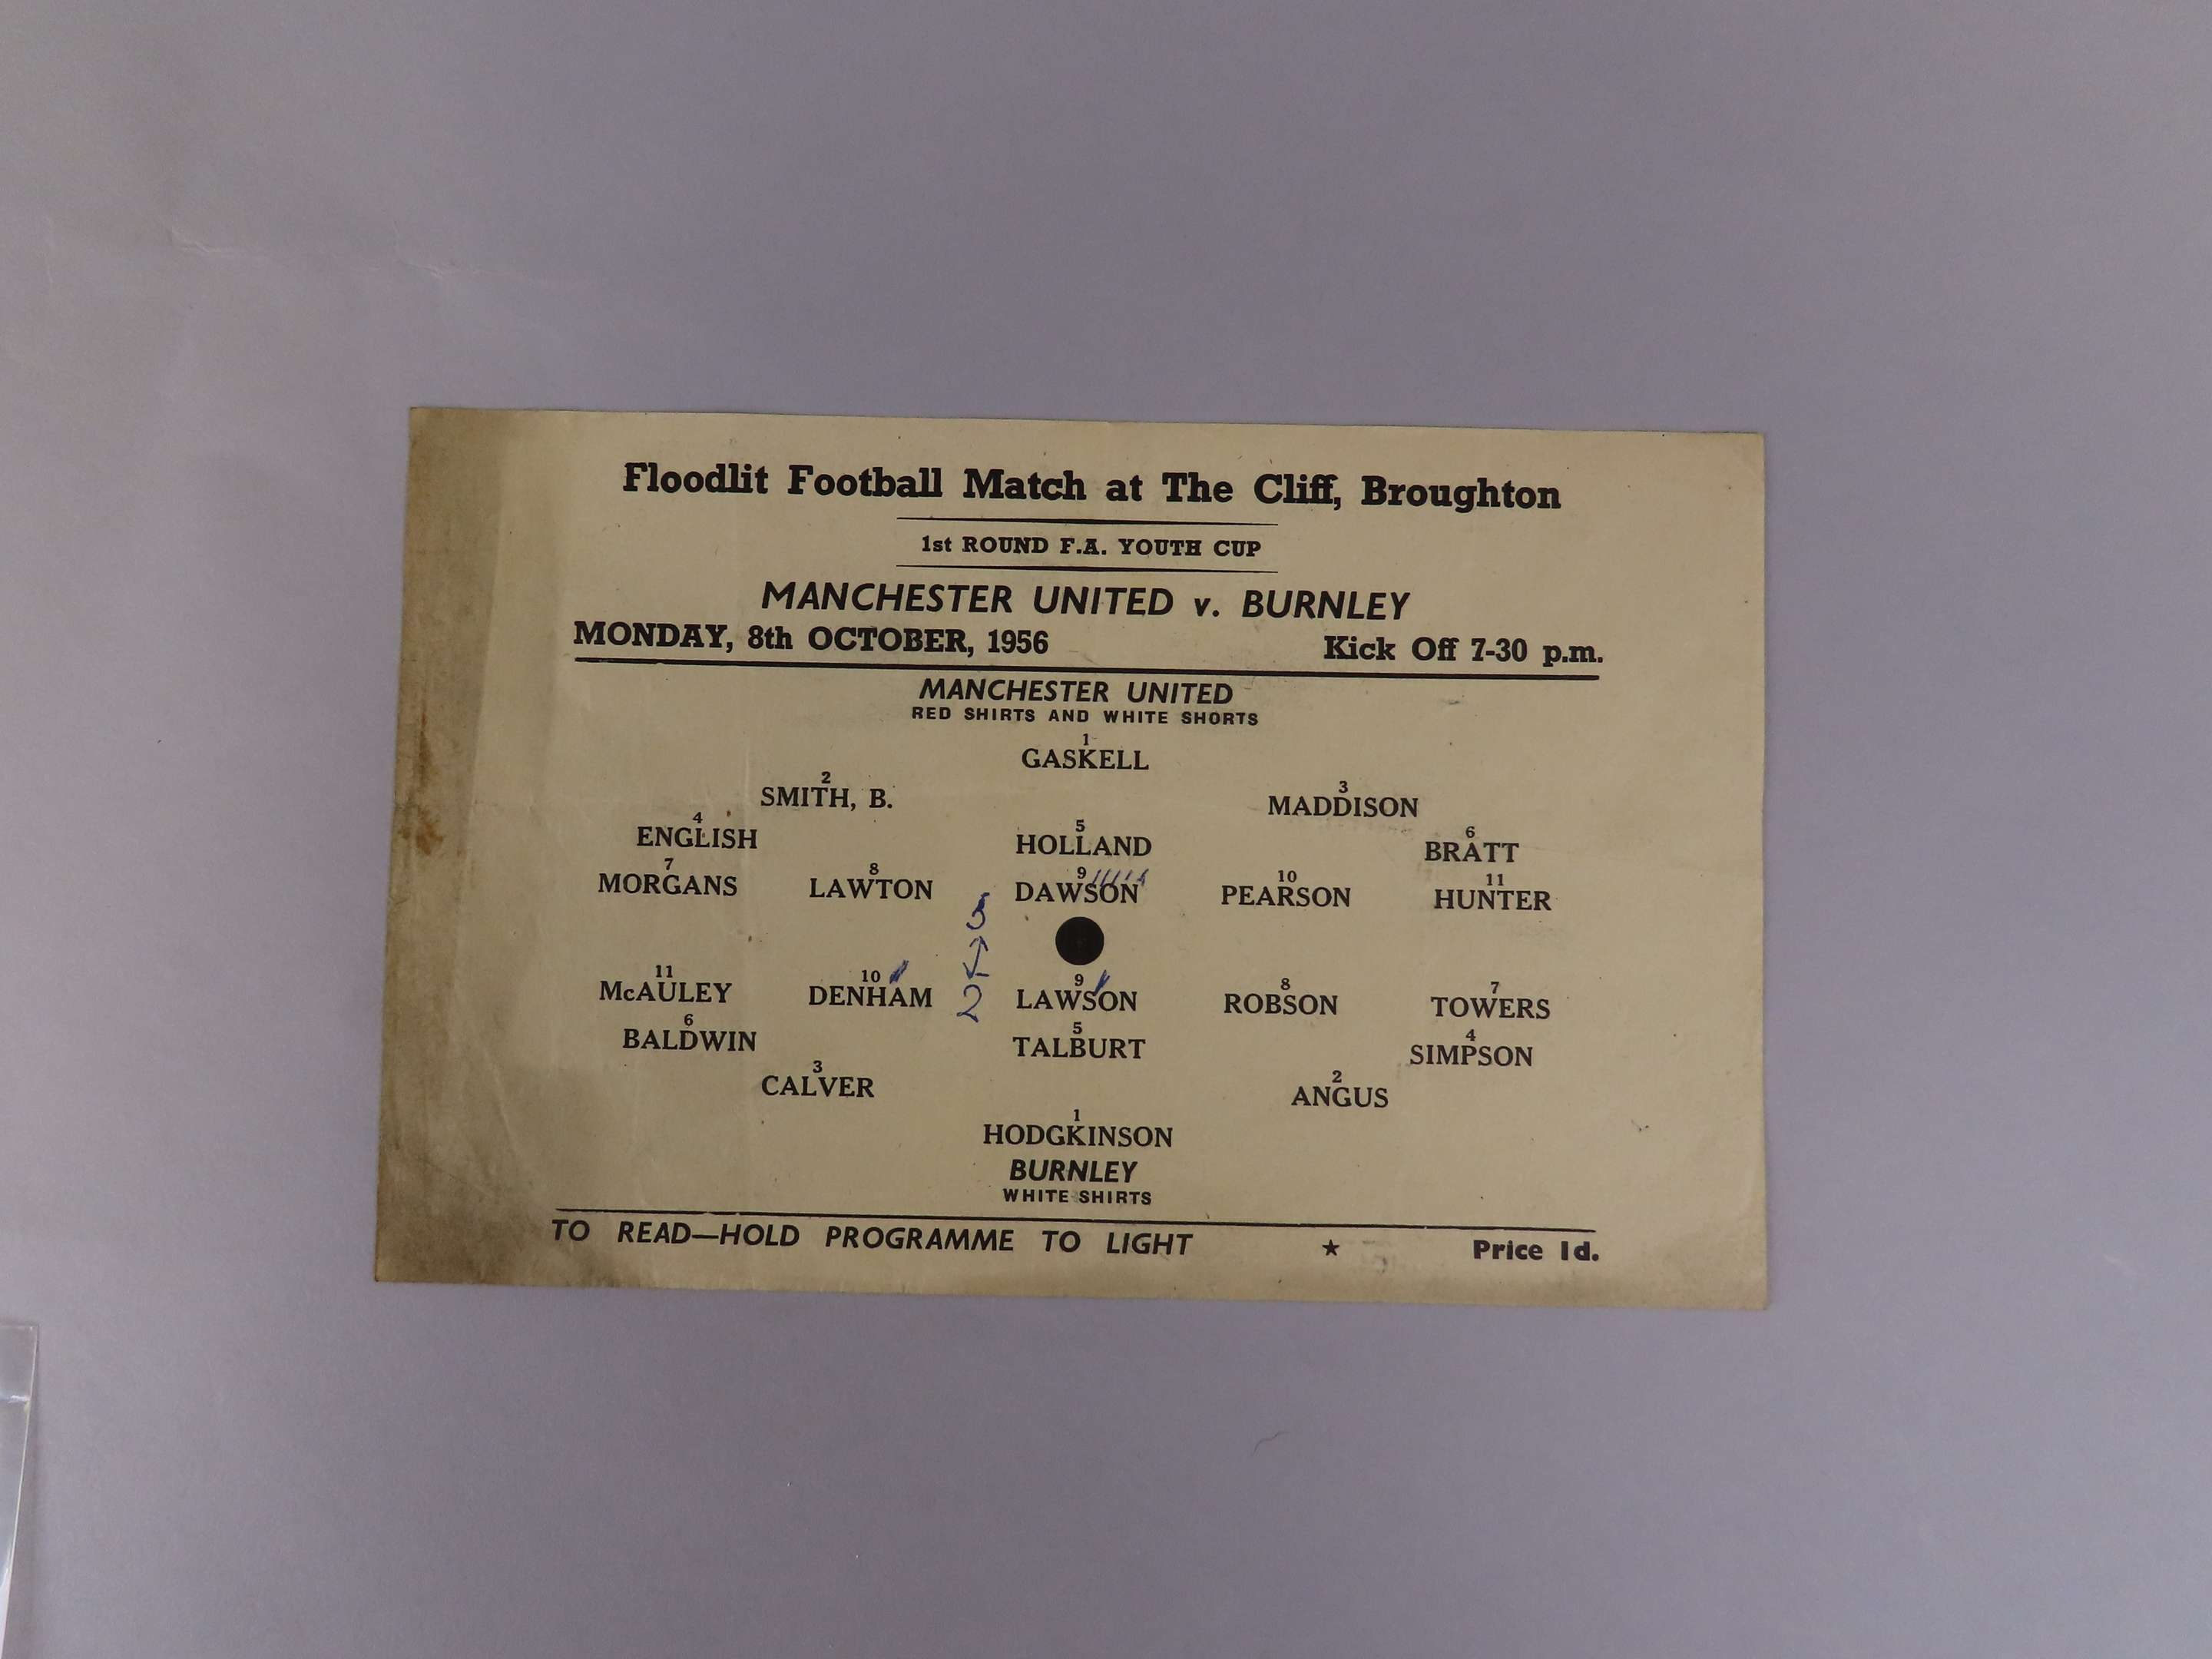 Floodlit Football Match at The Cliff, Broughton
1st ROUND F.A. YOUTH CUP
MANCHESTER UNITED v. BURNLEY
MONDAY, 8th OCTOBER, 1956 Kick Off 7-30 p.m.
MANCHESTER UNITED
RED SHIRTS AND WHITE SHORTS
1
GASKELL
2 3
SMITH, B. MADDISON
4 5 6
ENGLISH HOLLAND BRATT
7 8 9 10 11
MORGANS LAWTON DAWSON PEARSON HUNTER
5
2
11 10 9 8 7
McAULEY DENHAM LAWSON ROBSON TOWERS
6 5 4
BALDWIN TALBURT SIMPSON
3 2
CALVER ANGUS
1
HODGKINSON
BURNLEY
WHITE SHIRTS
TO READ—HOLD PROGRAMME TO LIGHT ★ Price 1d.